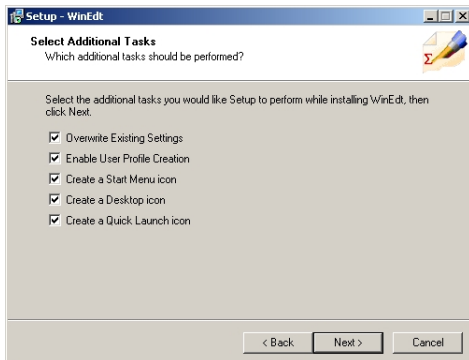 Setup - WinEdt
Select Additional Tasks
Which additional tasks should be performed?
Σ
Select the additional tasks you would like Setup to perform while installing WinEdt, then
click Next.
Overwrite Existing Settings
Enable User Profile Creation
Create a Start Menu icon
Create a Desktop icon
Create a Quick Launch icon
< Back Next > Cancel